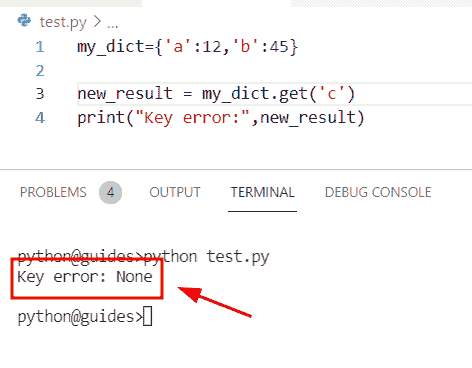 test.py > ...
1 my_dict={'a':12,'b':45}
2
3 new_result = my_dict.get('c')
4 print("Key error:",new_result)
PROBLEMS 4 OUTPUT TERMINAL DEBUG CONSOLE
python@guides>python test.py
Key error: None
python@guides>